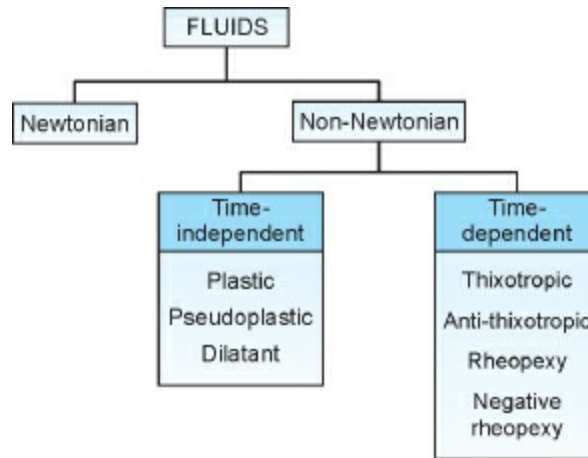 FLUIDS
Newtonian
Non-Newtonian
Time-
independent
Plastic
Pseudoplastic
Dilatant
Time-
dependent
Thixotropic
Anti-thixotropic
Rheopexy
Negative
rheopexy